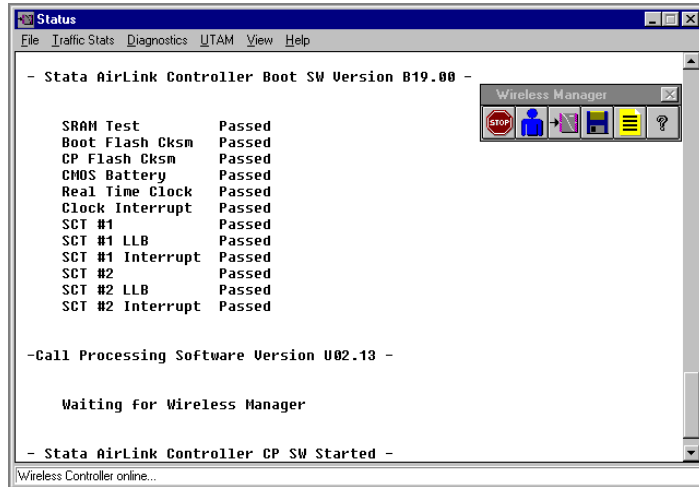 Status
File Traffic Stats Diagnostics UTAM View Help
- Stata AirLink Controller Boot SW Version B19.00 -
Wireless Manager
STOP
?
SRAM Test Passed
Boot Flash Cksm Passed
CP Flash Cksm Passed
CMOS Battery Passed
Real Time Clock Passed
Clock Interrupt Passed
SCT #1 Passed
SCT #1 LLB Passed
SCT #1 Interrupt Passed
SCT #2 Passed
SCT #2 LLB Passed
SCT #2 Interrupt Passed
-Call Processing Software Version U02.13 -
Waiting for Wireless Manager
- Stata AirLink Controller CP SW Started -
Wireless Controller online...